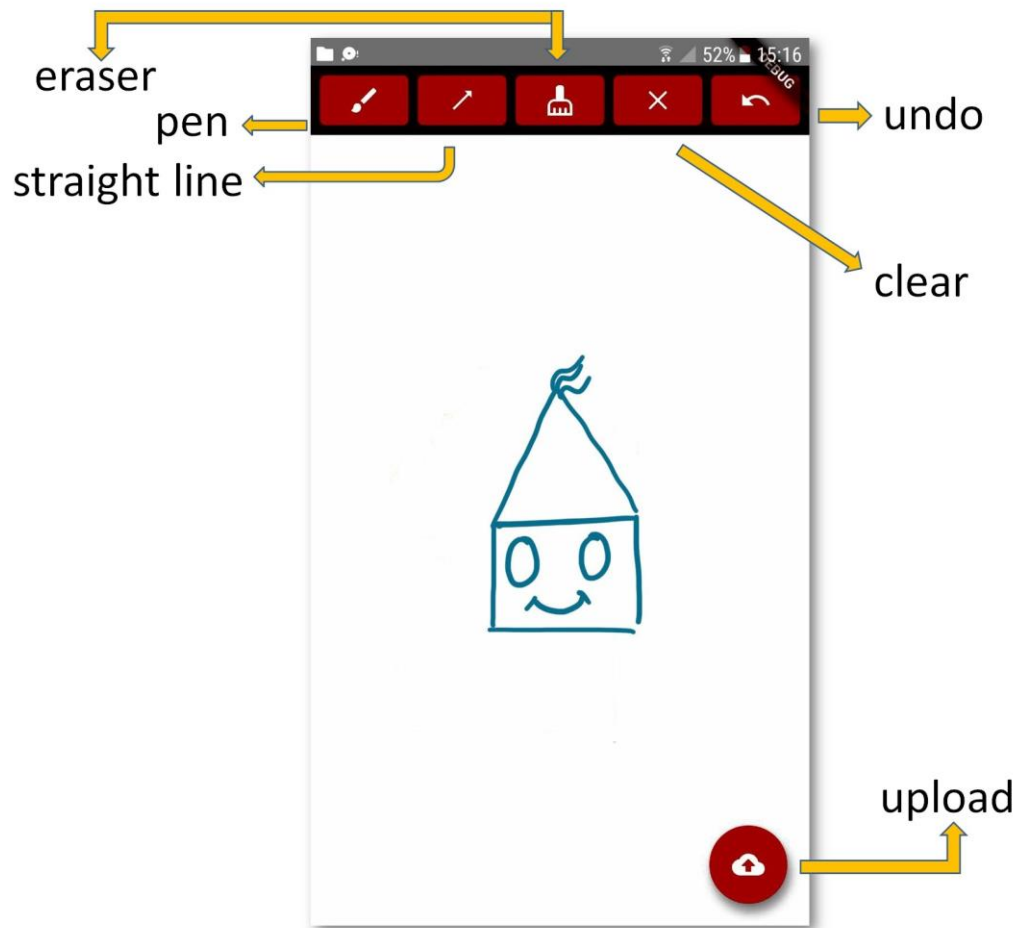 eraser
52% 15:16
DEBUG
pen
undo
straight line
clear
upload